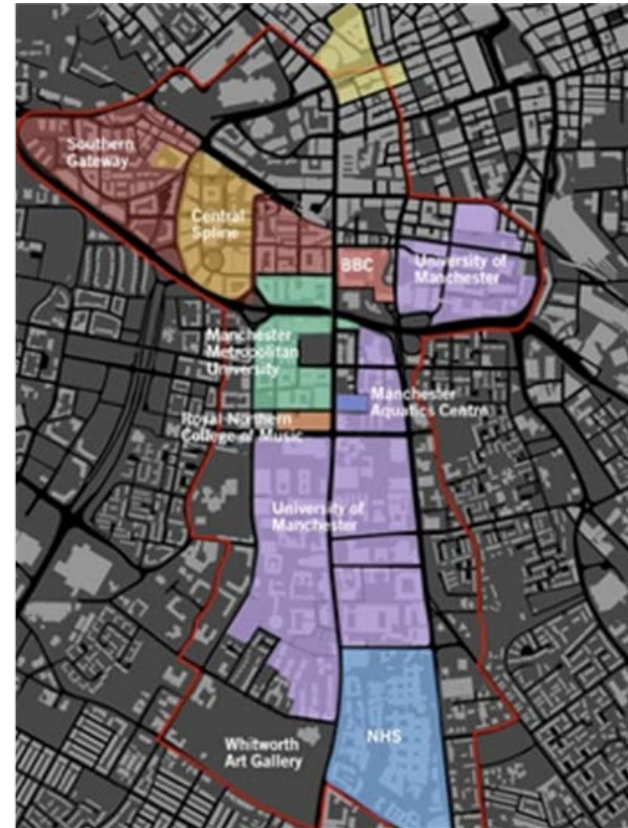 Southern
Gateway
Central
Spline
BBC
University of
Manchester
Manchester
Metropolitan
University
Manchester
Aquatics Centre
Royal Northern
College of Music
University of
Manchester
NHS
Whitworth
Art Gallery